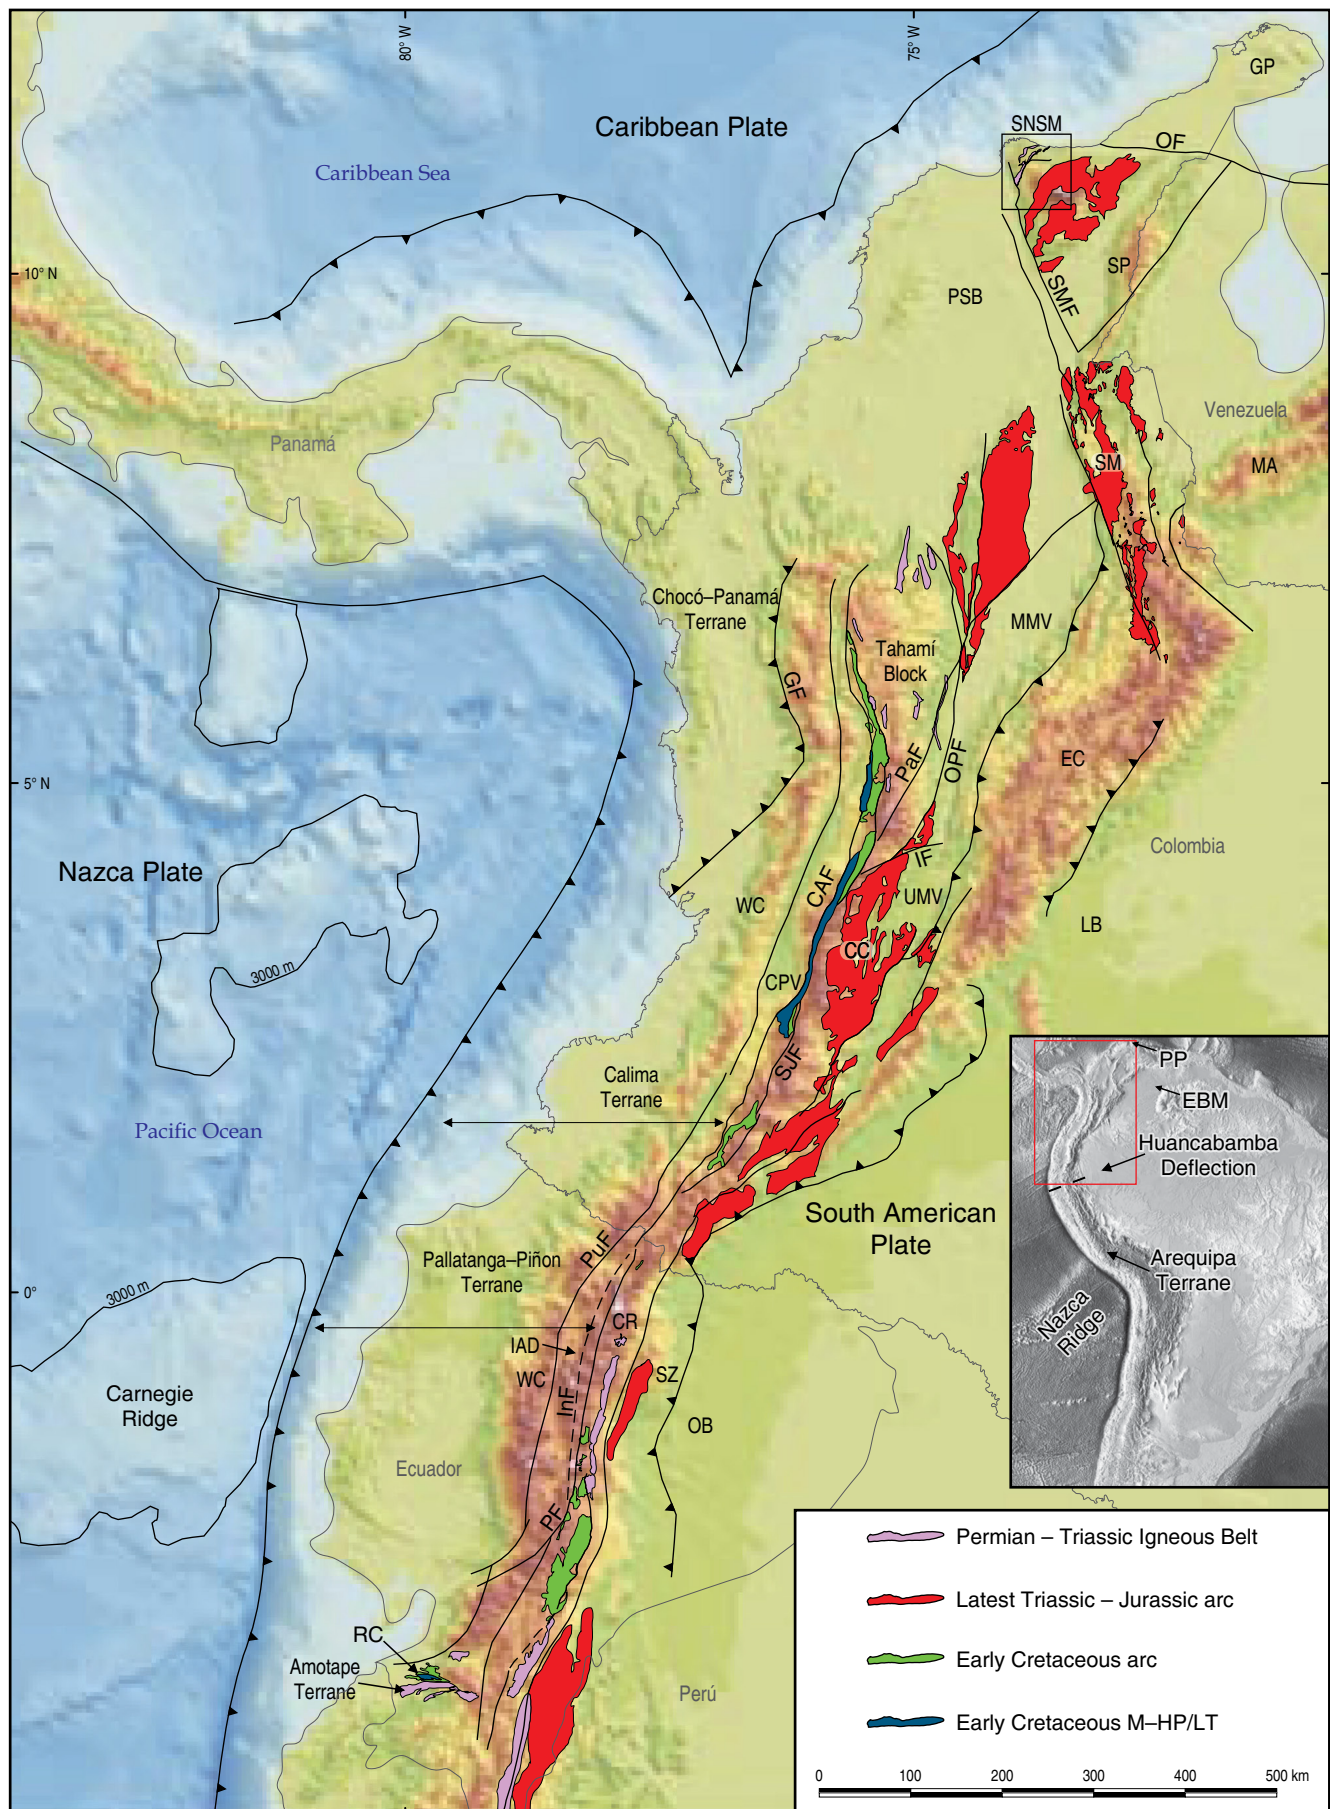 80° W
75° W
GP
SNSM
OF
Caribbean Plate
Caribbean Sea
10° N
PSB
SP
SMF
Venezuela
Panamá
SM
MA
Chocó–Panamá
Terrane
MMV
Tahamí
Block
GF
PaF
OPF
EC
5° N
Colombia
Nazca Plate
IF
CAF
WC
UMV
LB
CC
3000 m
CPV
SJF
PP
EBM
Calima
Terrane
Pacific Ocean
Huancabamba
Deflection
South American
Plate
PuF
Pallatanga–Piñon
Terrane
Arequipa
Terrane
0°
3000 m
Nazca
Ridge
CR
IAD
WC
SZ
InF
Carnegie
Ridge
OB
Ecuador
PF
Permian – Triassic Igneous Belt
Latest Triassic – Jurassic arc
RC
Early Cretaceous arc
Amotape
Terrane
Perú
Early Cretaceous M–HP/LT
0 100 200 300 400 500 km